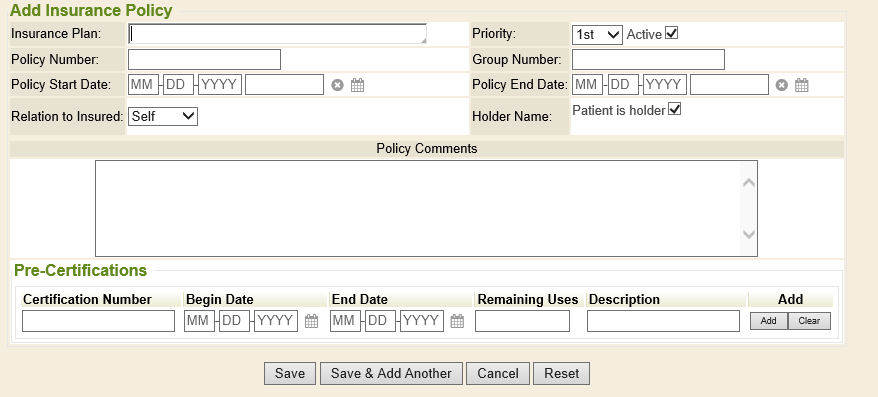 Add Insurance Policy
Insurance Plan: Priority: 1st Active
Policy Number: Group Number:
Policy Start Date: MM - DD - YYYY Policy End Date: MM - DD - YYYY
Relation to Insured: Self Holder Name: Patient is holder
Policy Comments
Pre-Certifications
Certification Number Begin Date End Date Remaining Uses Description Add
MM - DD - YYYY MM - DD - YYYY Add Clear
Save Save & Add Another Cancel Reset